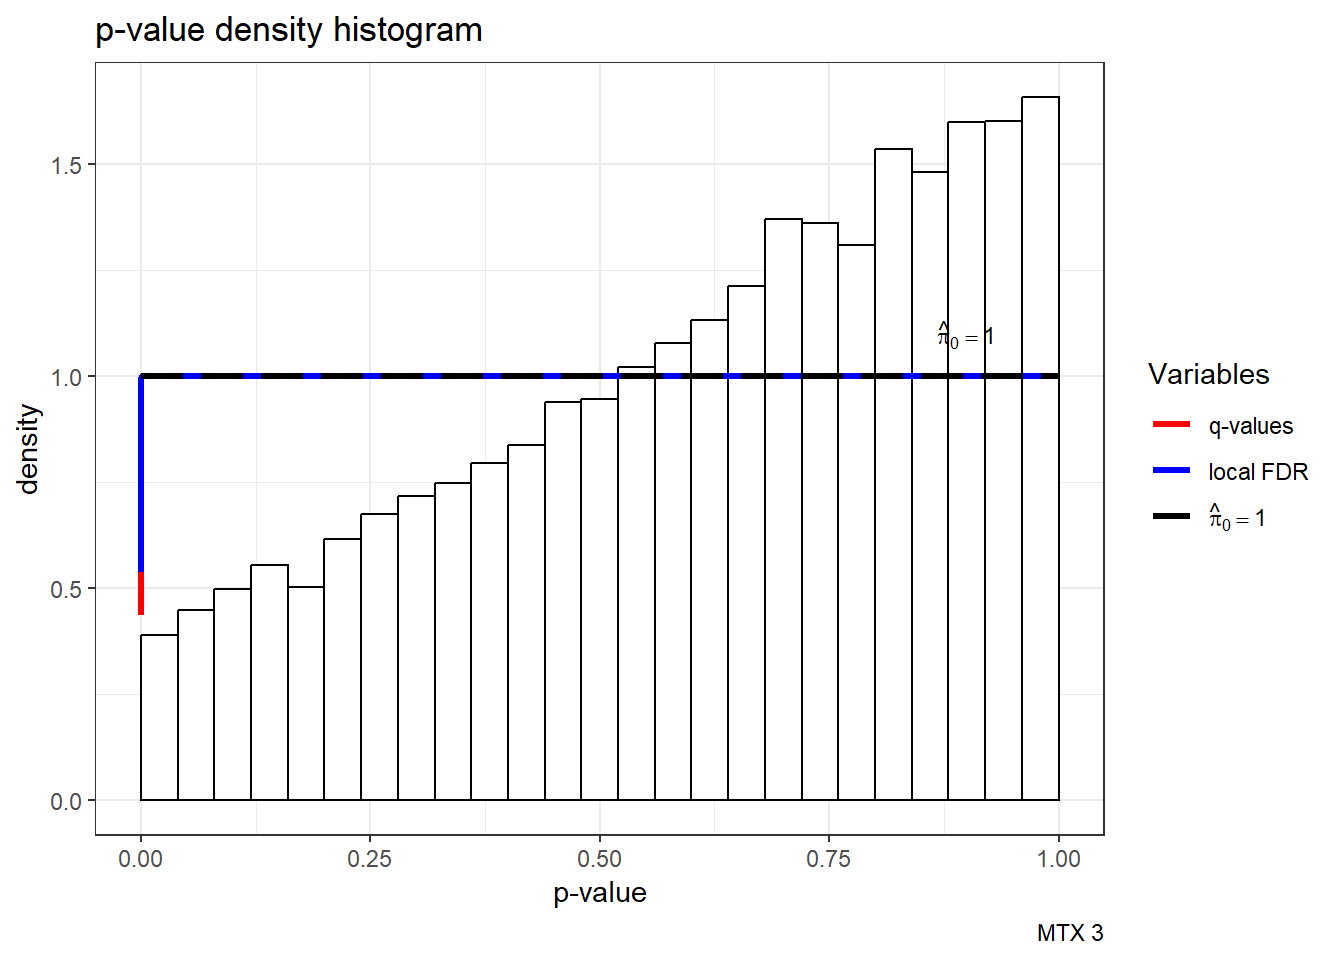 p-value density histogram
1.5
1.0
0.5
0.0
density
π̂₀ = 1
0.00 0.25 0.50 0.75 1.00
p-value
Variables
q-values
local FDR
π̂₀ = 1
MTX 3